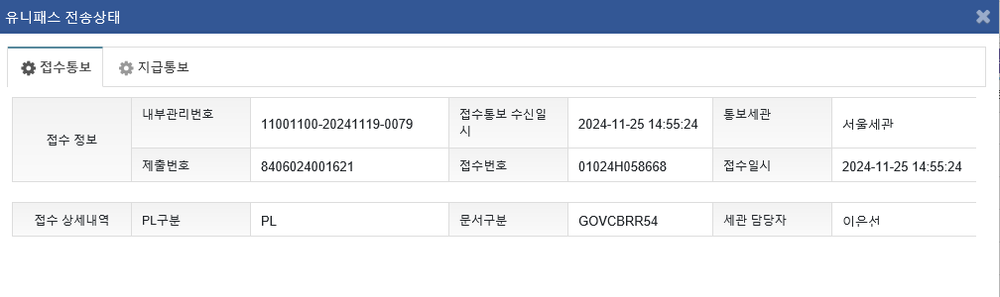 유니패스 전송상태
접수통보 지급통보
접수 정보
내부관리번호 11001100-20241119-0079 접수통보 수신일시 2024-11-25 14:55:24 통보세관 서울세관
제출번호 8406024001621 접수번호 01024H058668 접수일시 2024-11-25 14:55:24
접수 상세내역 PL구분 PL 문서구분 GOVCBRR54 세관 담당자 이은선